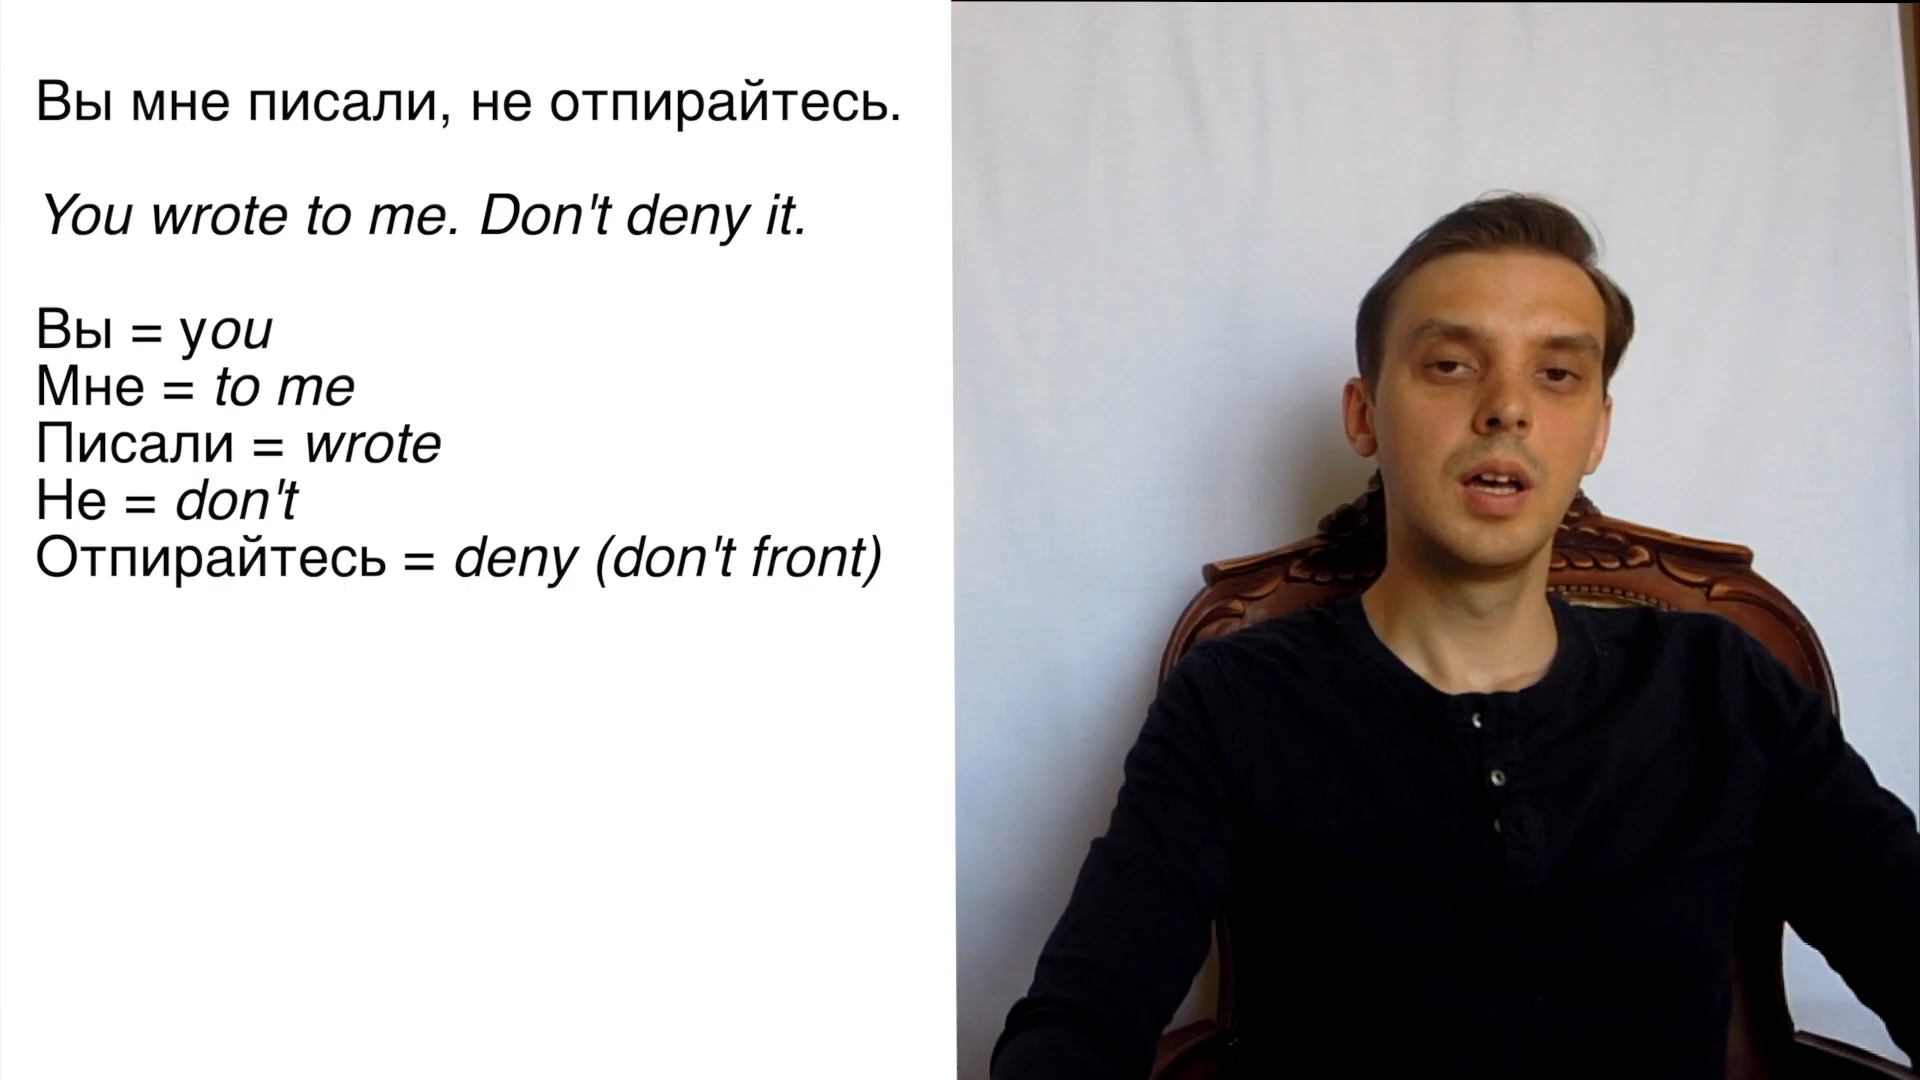 Вы мне писали, не отпирайтесь.
You wrote to me. Don't deny it.
Вы = you
Мне = to me
Писали = wrote
Не = don't
Отпирайтесь = deny (don't front)